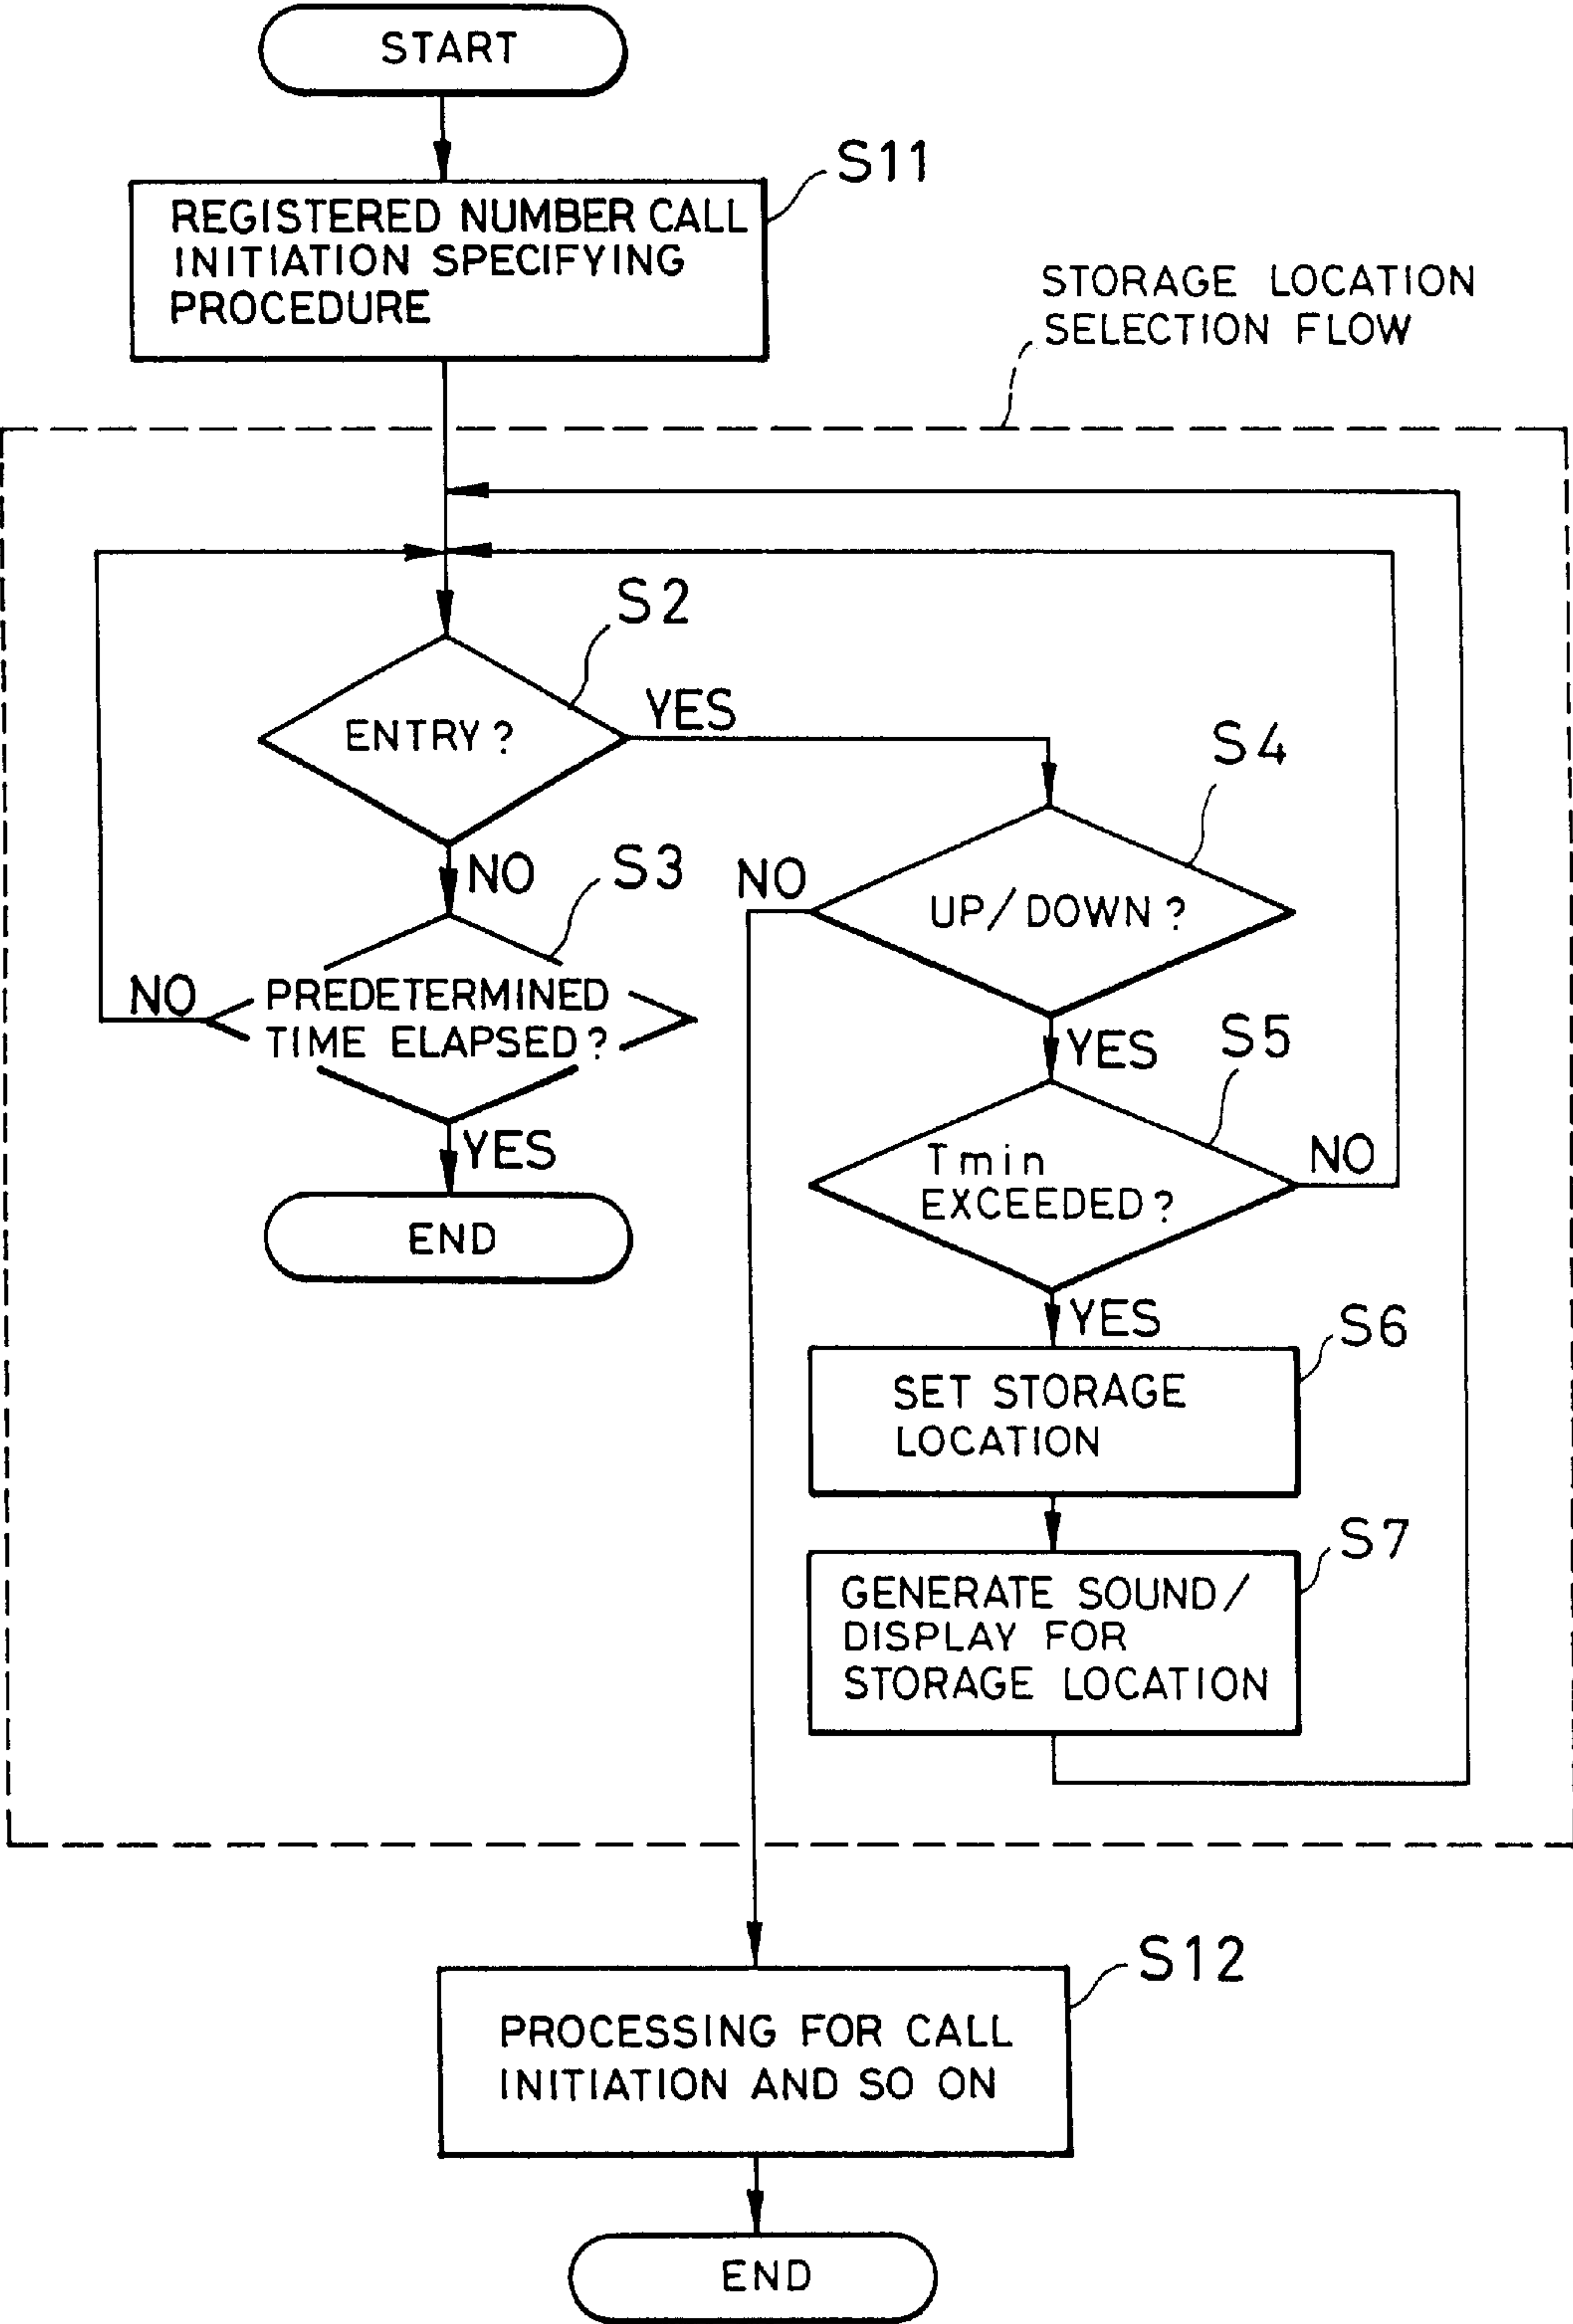 START
S11
REGISTERED NUMBER CALL
INITIATION SPECIFYING
PROCEDURE
STORAGE LOCATION
SELECTION FLOW
S2
ENTRY?
YES
S4
NO
S3
NO
UP/DOWN?
PREDETERMINED
TIME ELAPSED?
NO
YES
S5
YES
Tmin
EXCEEDED?
NO
END
YES
S6
SET STORAGE
LOCATION
S7
GENERATE SOUND/
DISPLAY FOR
STORAGE LOCATION
S12
PROCESSING FOR CALL
INITIATION AND SO ON
END